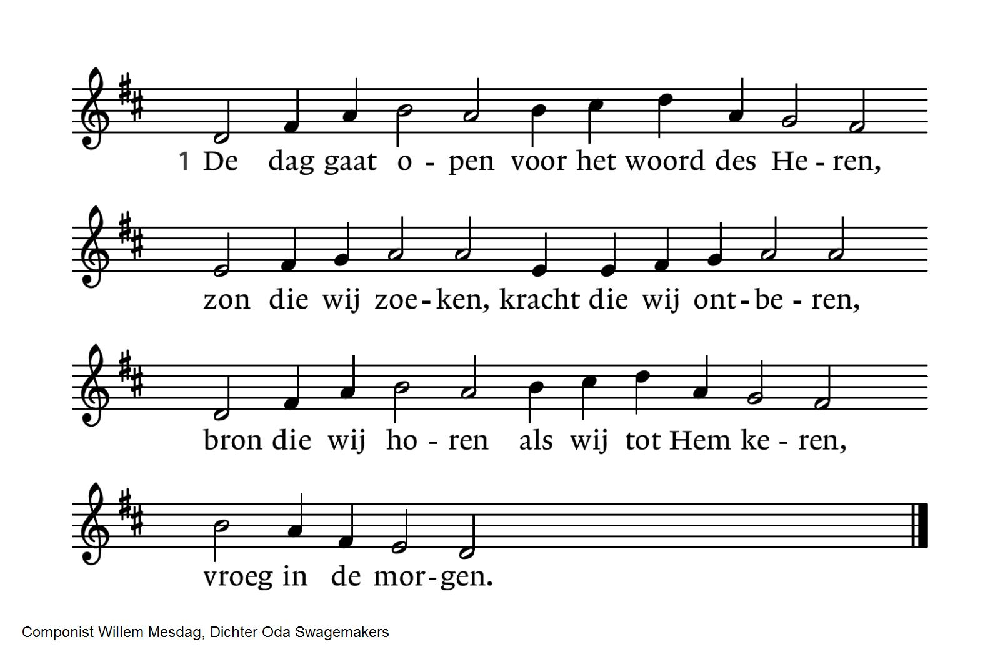 1 De dag gaat o - pen voor het woord des He - ren,
zon die wij zoe - ken, kracht die wij ont - be - ren,
bron die wij ho - ren als wij tot Hem ke - ren,
vroeg in de mor - gen.
Componist Willem Mesdag, Dichter Oda Swagemakers